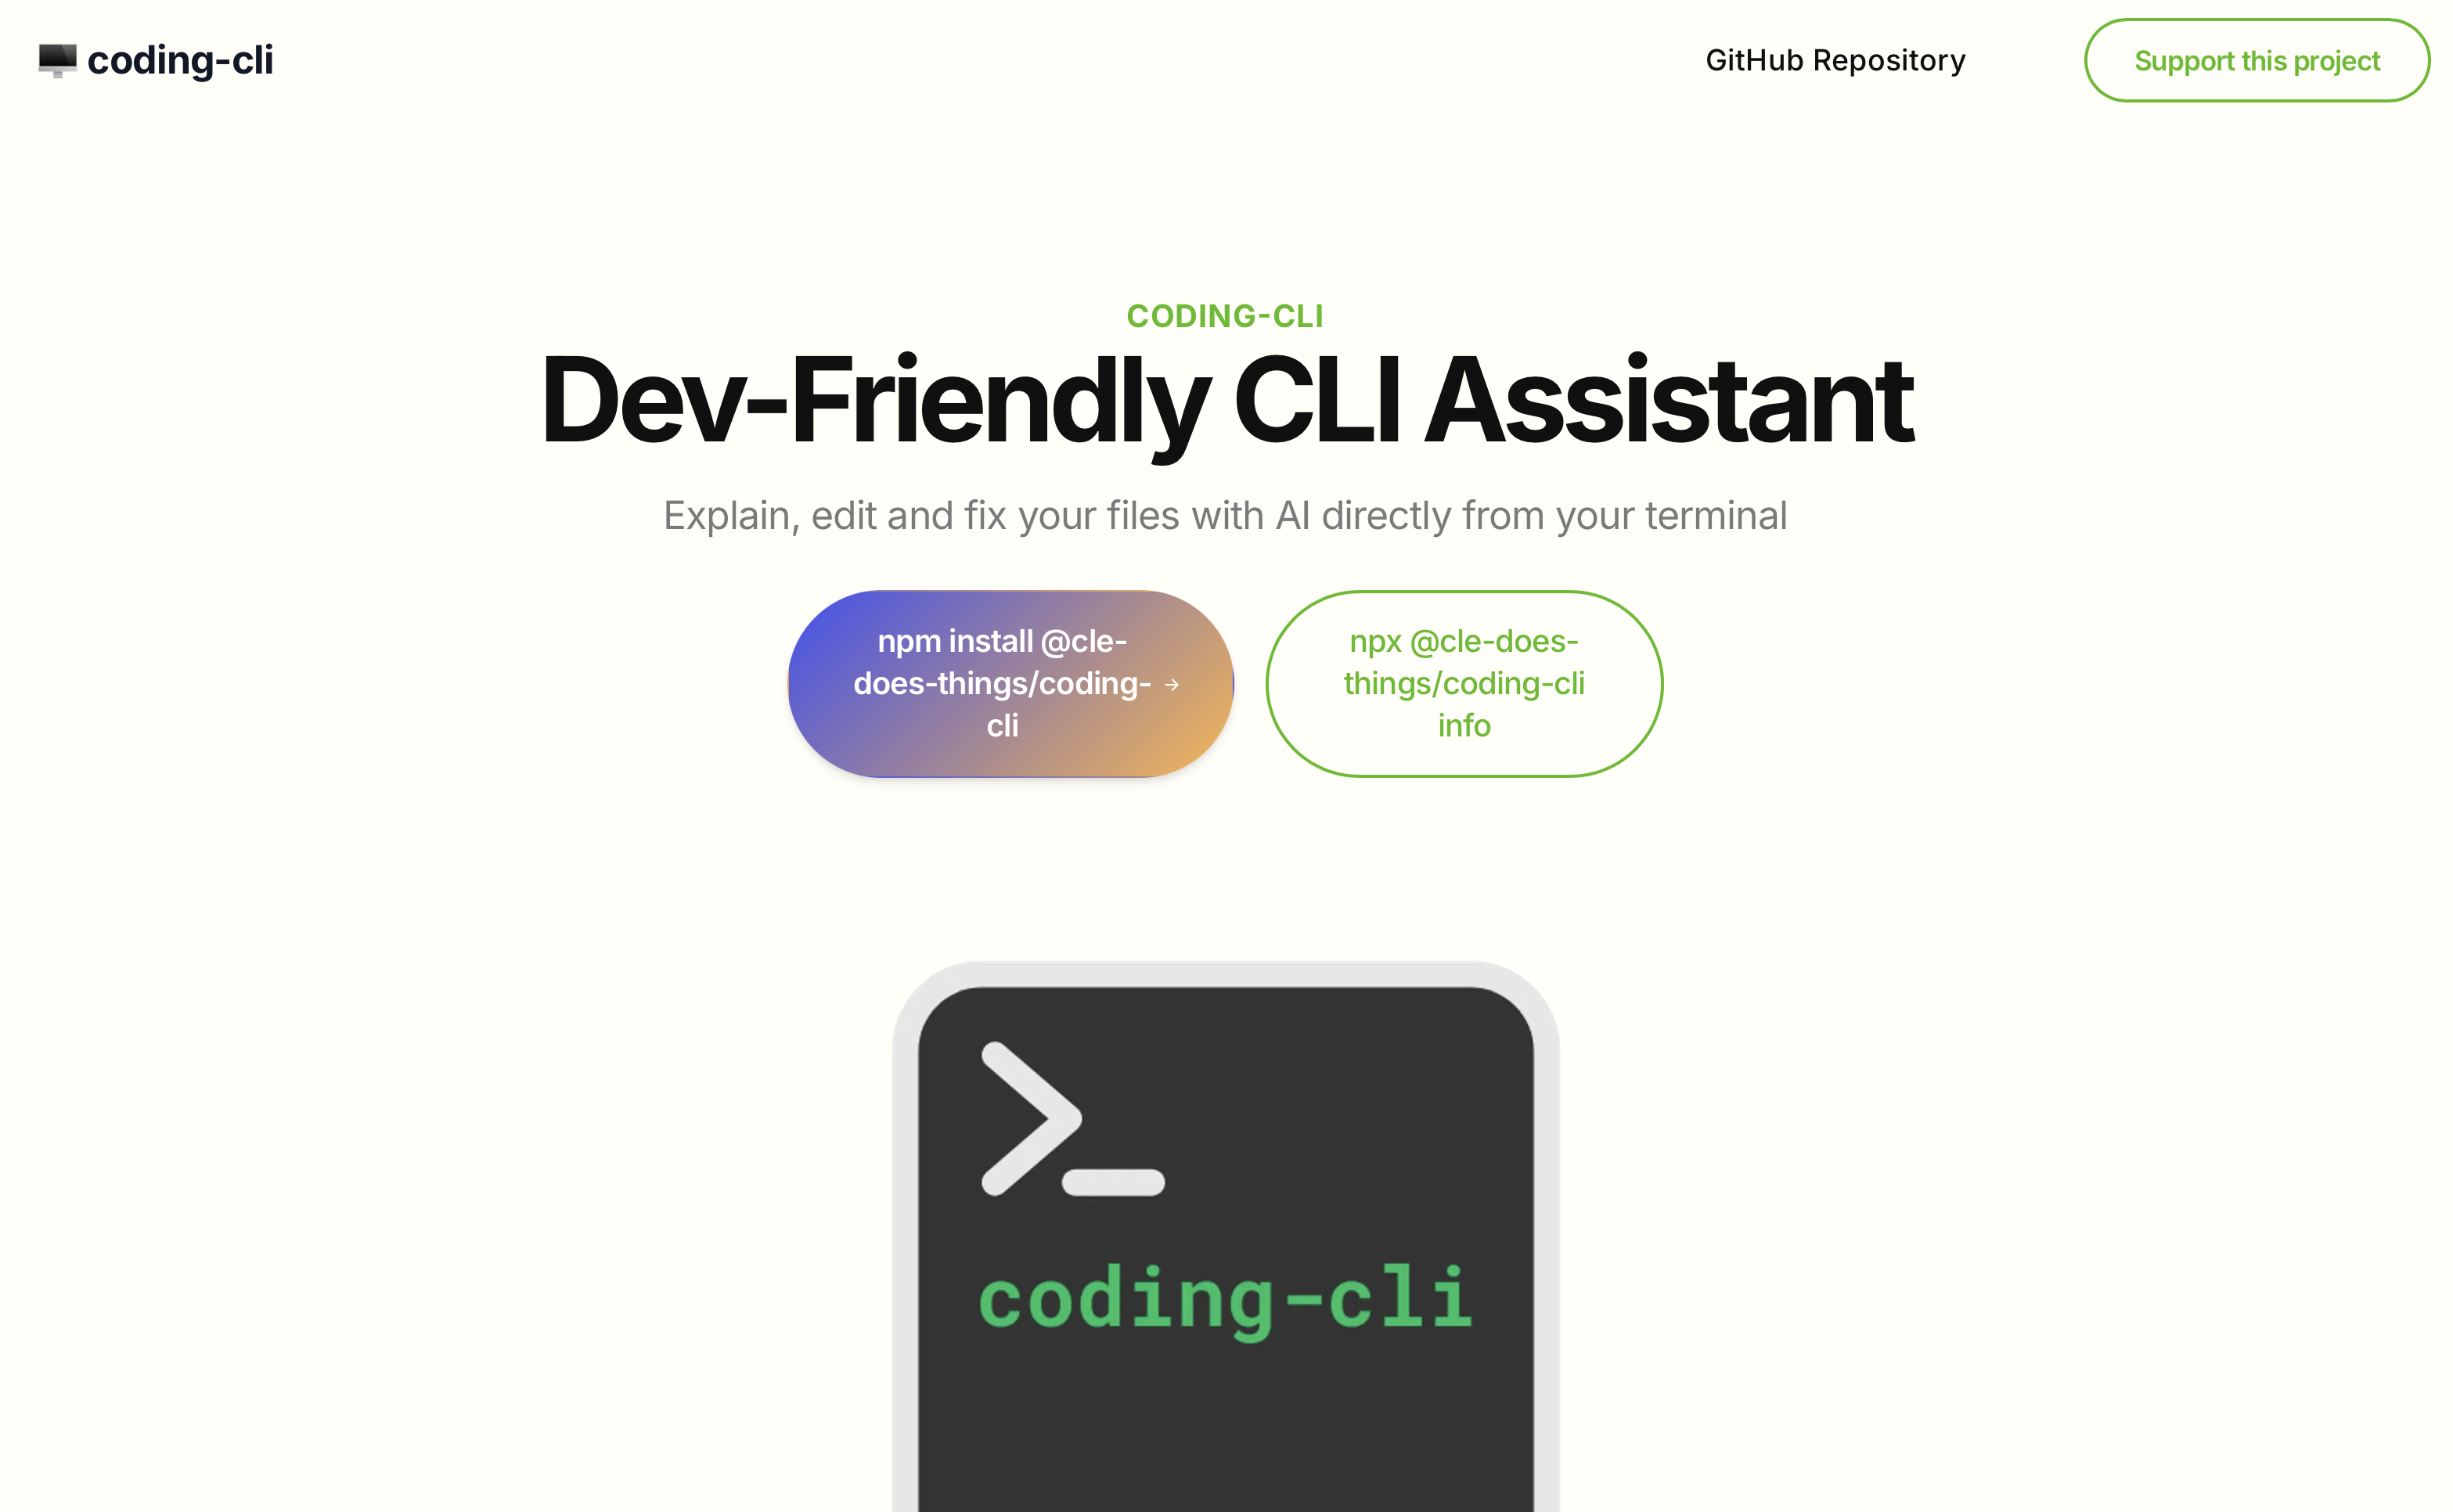 coding-cli
GitHub Repository
Support this project
CODING-CLI
Dev-Friendly CLI Assistant
Explain, edit and fix your files with AI directly from your terminal
npm install @cle-
does-things/coding- →
cli
npx @cle-does-
things/coding-cli
info
>_
coding-cli